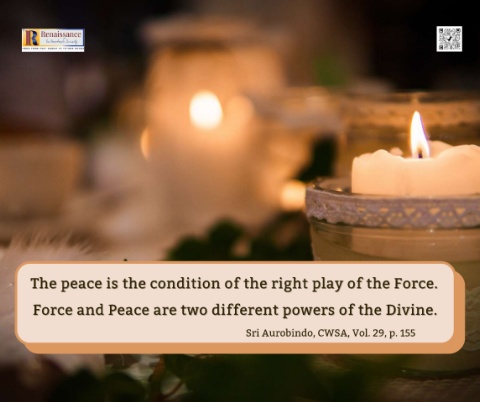 Renaissance
The peace is the condition of the right play of the Force.
Force and Peace are two different powers of the Divine.
Sri Aurobindo, CWSA, Vol. 29, p. 155